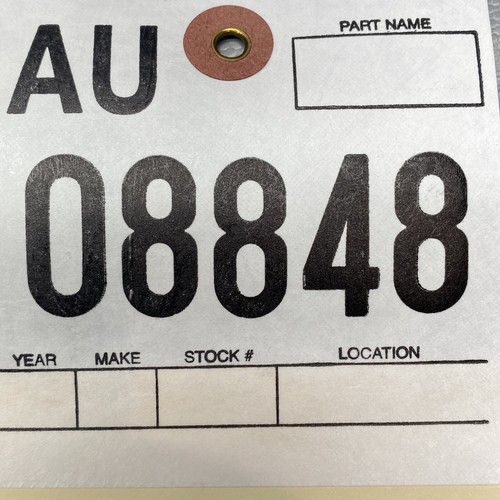 AU
PART NAME
08848
YEAR MAKE STOCK # LOCATION